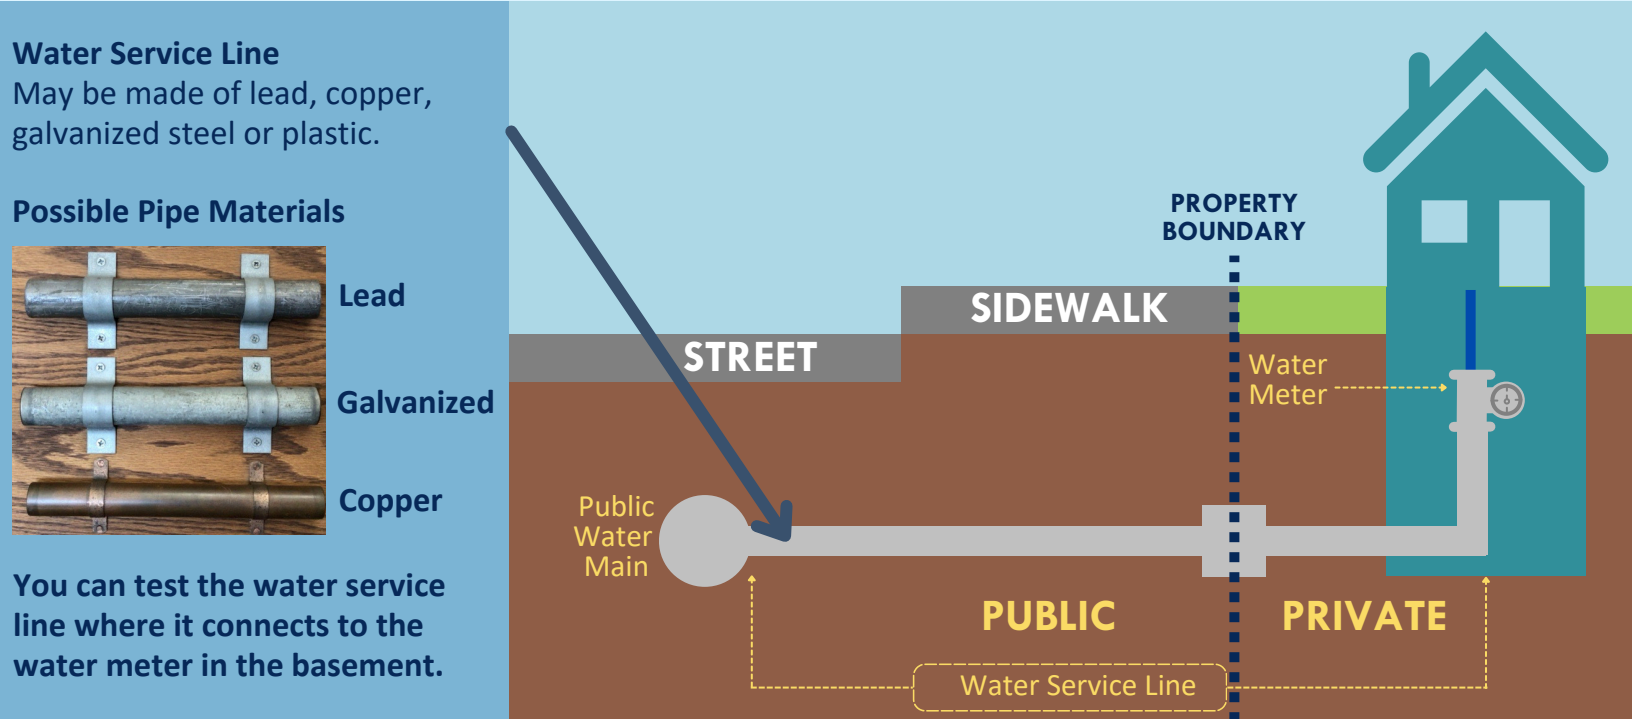 Water Service Line
May be made of lead, copper,
galvanized steel or plastic.
Possible Pipe Materials
Lead
Galvanized
Copper
You can test the water service
line where it connects to the
water meter in the basement.
PROPERTY
BOUNDARY
SIDEWALK
STREET
Water
Meter
Public
Water
Main
PUBLIC
PRIVATE
Water Service Line